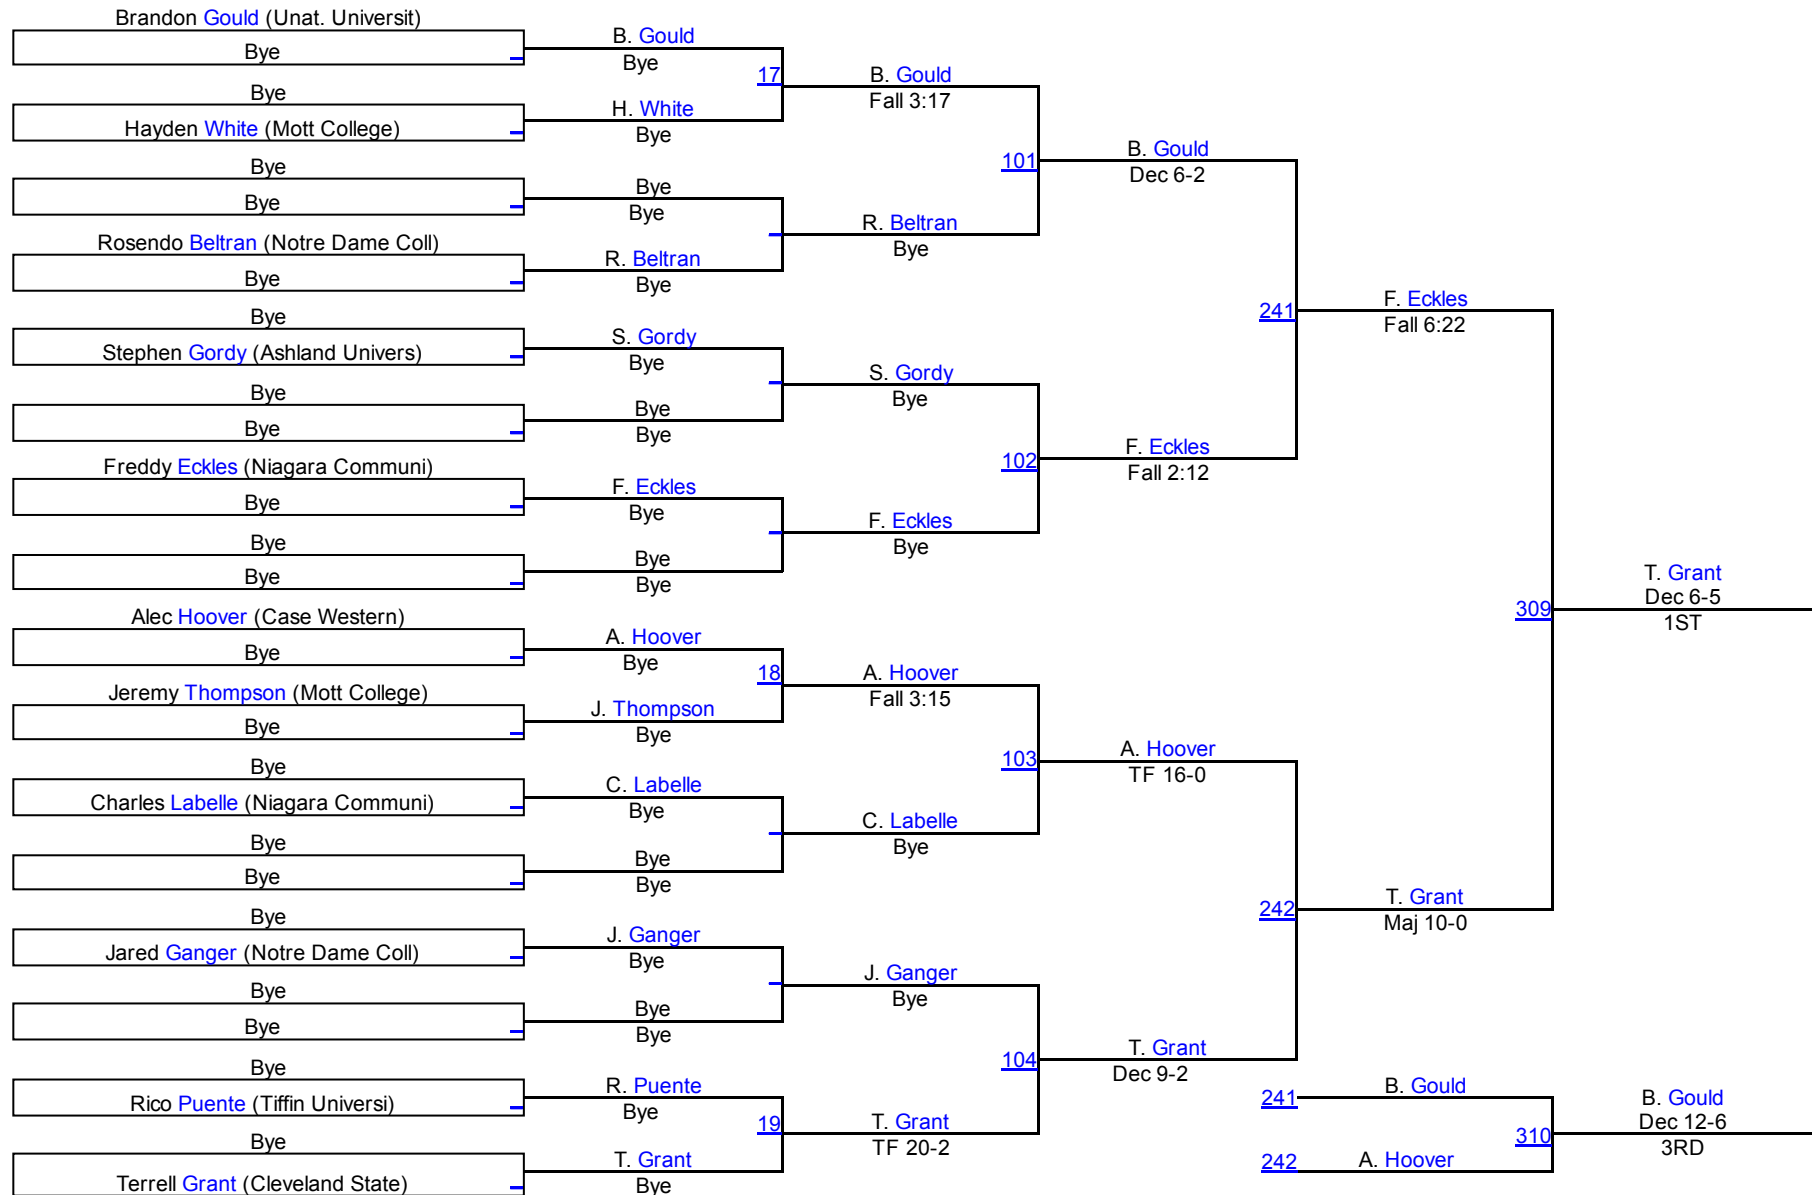 Brandon Gould (Unat. Universit)
Bye
Bye
Hayden White (Mott College)
Bye
Bye
Rosendo Beltran (Notre Dame Coll)
Bye
Bye
Stephen Gordy (Ashland Univers)
Bye
Bye
Freddy Eckles (Niagara Communi)
Bye
Bye
Bye
Alec Hoover (Case Western)
Bye
Jeremy Thompson (Mott College)
Bye
Bye
Charles Labelle (Niagara Communi)
Bye
Bye
Bye
Jared Ganger (Notre Dame Coll)
Bye
Bye
Bye
Rico Puente (Tiffin Universi)
Bye
Terrell Grant (Cleveland State)
B. Gould
Bye
17
H. White
Bye
Bye
Bye
R. Beltran
Bye
S. Gordy
Bye
Bye
Bye
F. Eckles
Bye
Bye
Bye
A. Hoover
Bye
18
J. Thompson
Bye
C. Labelle
Bye
Bye
Bye
J. Ganger
Bye
Bye
Bye
R. Puente
Bye
19
T. Grant
Bye
B. Gould
Fall 3:17
101
R. Beltran
Bye
S. Gordy
Bye
102
F. Eckles
Bye
A. Hoover
Fall 3:15
103
C. Labelle
Bye
J. Ganger
Bye
104
T. Grant
TF 20-2
B. Gould
Dec 6-2
241
F. Eckles
Fall 2:12
A. Hoover
TF 16-0
242
T. Grant
Dec 9-2
F. Eckles
Fall 6:22
309
T. Grant
Maj 10-0
T. Grant
Dec 6-5
1ST
241
B. Gould
310
242
A. Hoover
B. Gould
Dec 12-6
3RD